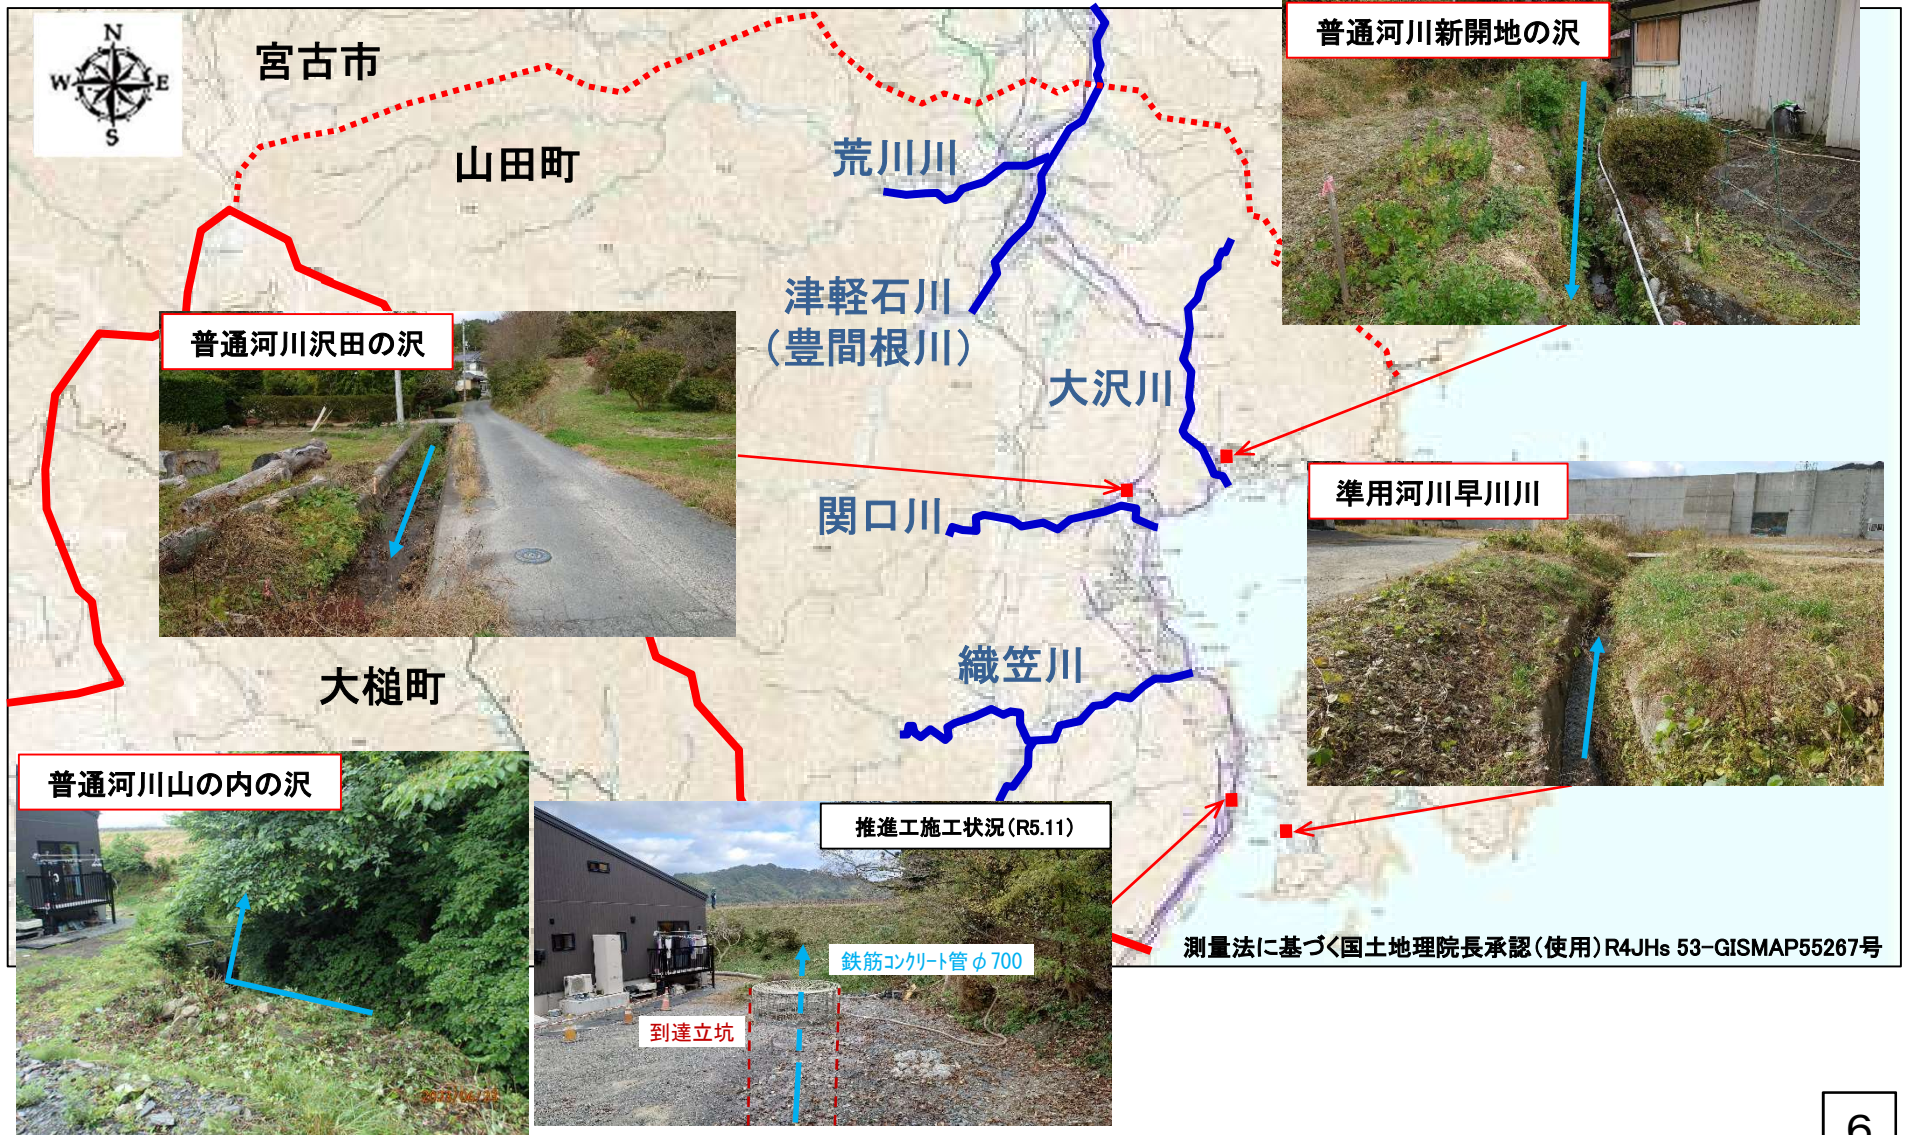 N
W E
S
宮古市
山田町
荒川川
津軽石川
（豊間根川）
大沢川
関口川
織笠川
大槌町
普通河川新開地の沢
普通河川沢田の沢
準用河川早川川
普通河川山の内の沢
推進工施工状況（R5.11）
鉄筋コンクリート管φ700
到達立坑
測量法に基づく国土地理院長承認（使用）R4JHs 53-GISMAP55267号
6